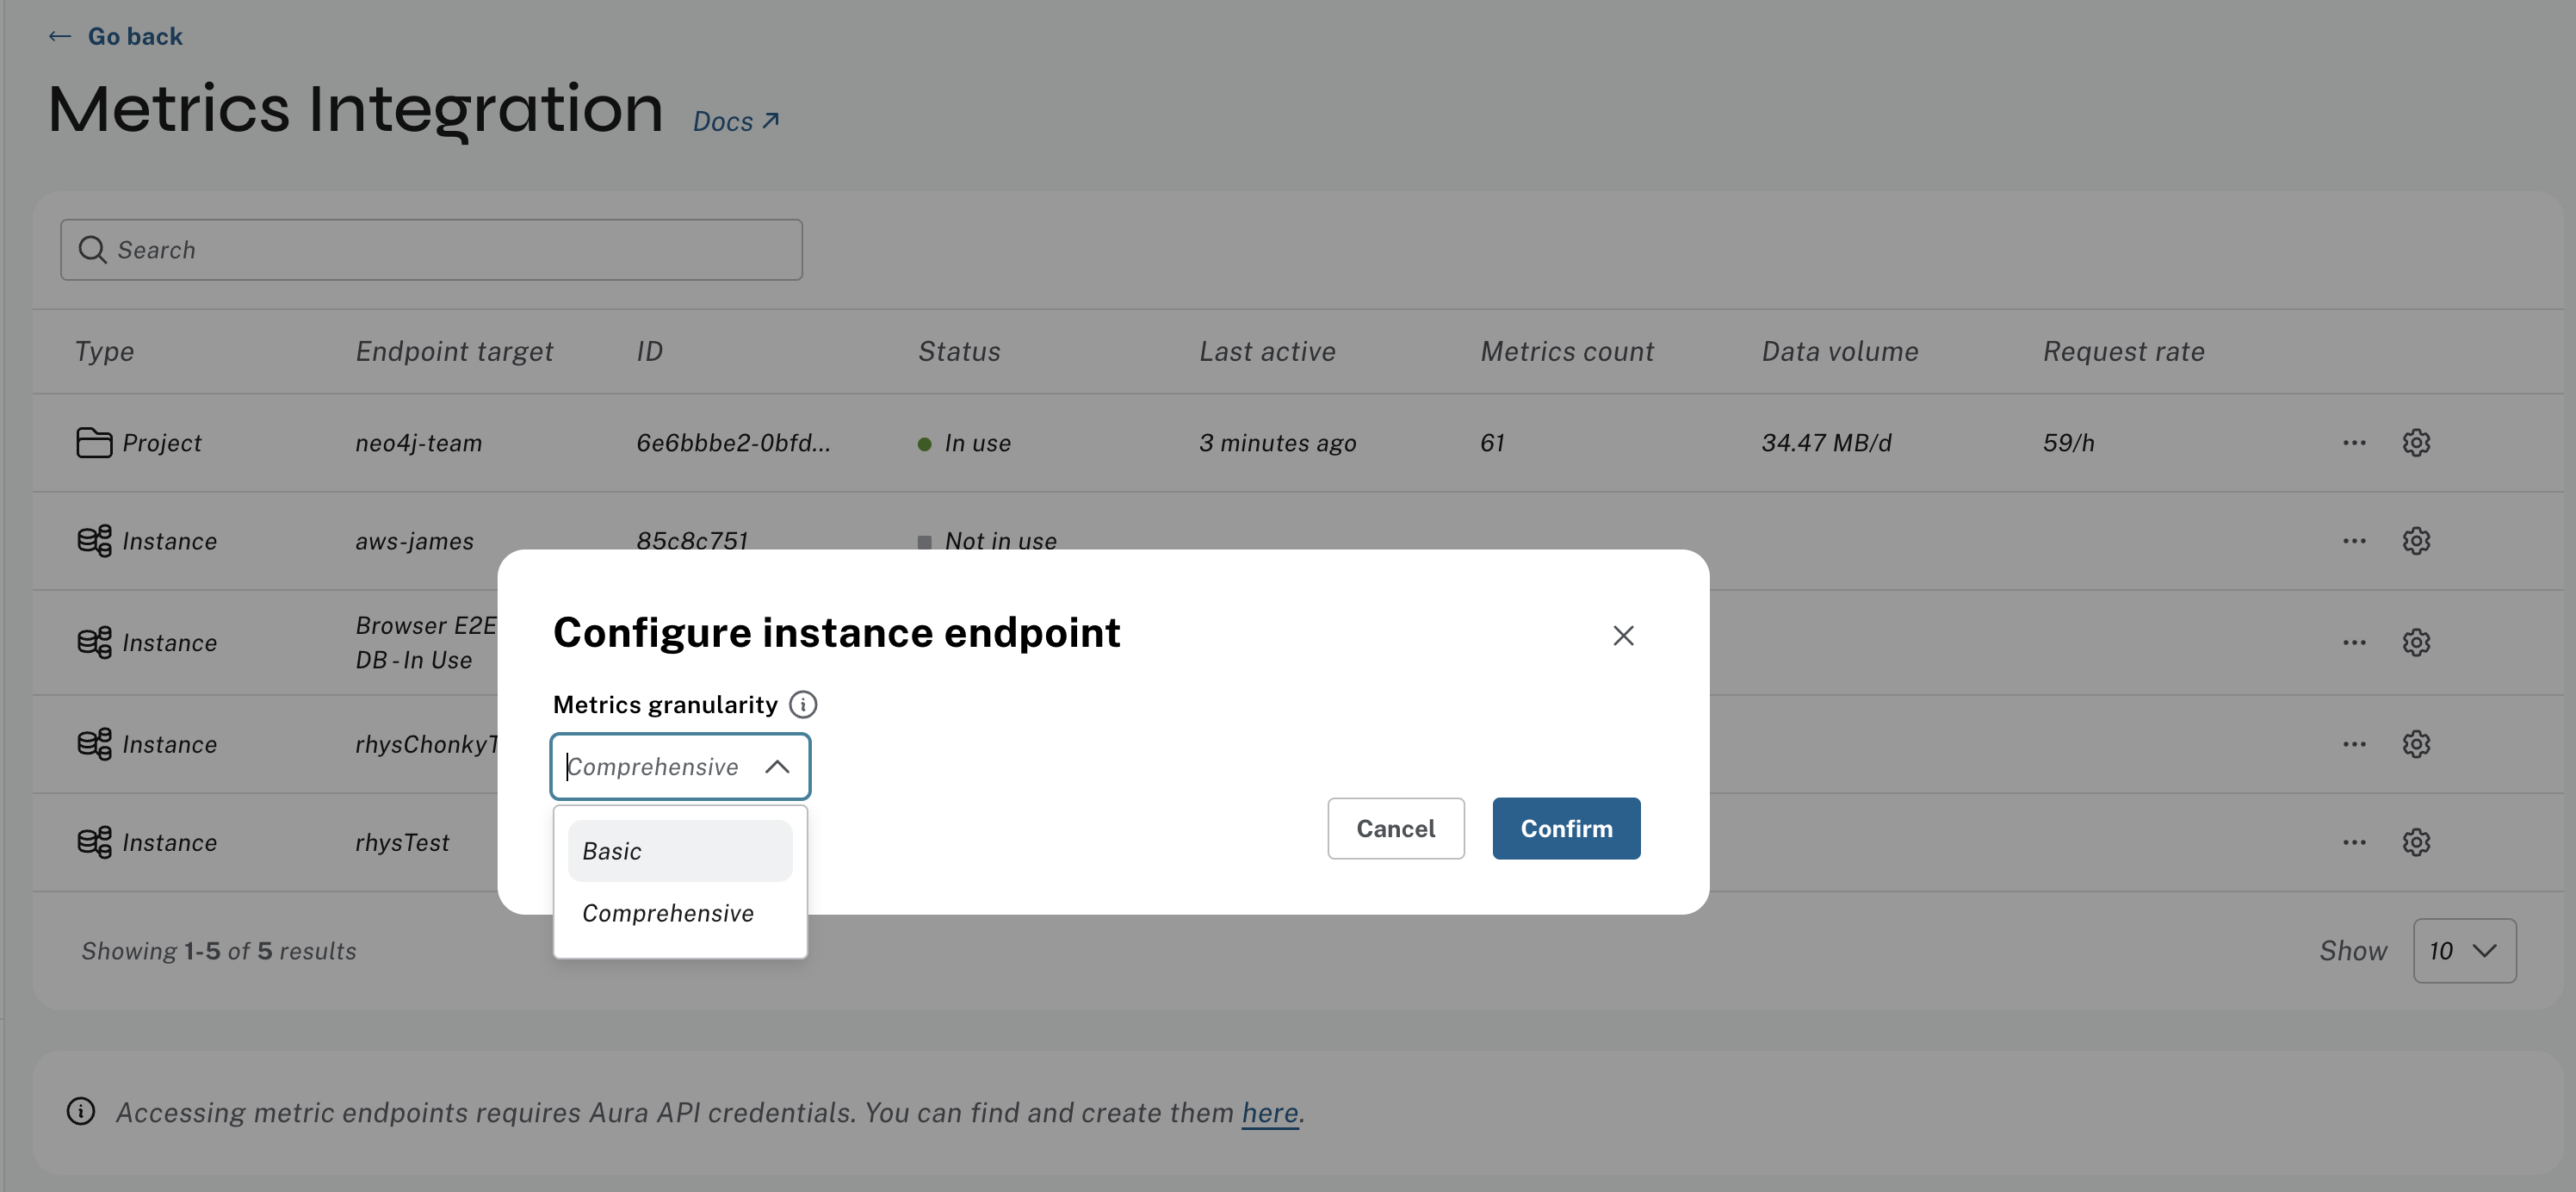 Go back
Metrics Integration Docs
Search
Type Endpoint target ID Status Last active Metrics count Data volume Request rate
Project neo4j-team 6e6bbbe2-0bfd... In use 3 minutes ago 61 34.47 MB/d 59/h
Instance aws-james 85c8c751 Not in use
Instance Browser E2E
DB - In Use
Instance
Instance rhysTest
Configure instance endpoint
Metrics granularity
Comprehensive
Basic
Comprehensive
Cancel Confirm
Showing 1-5 of 5 results Show 10
Accessing metric endpoints requires Aura API credentials. You can find and create them here.